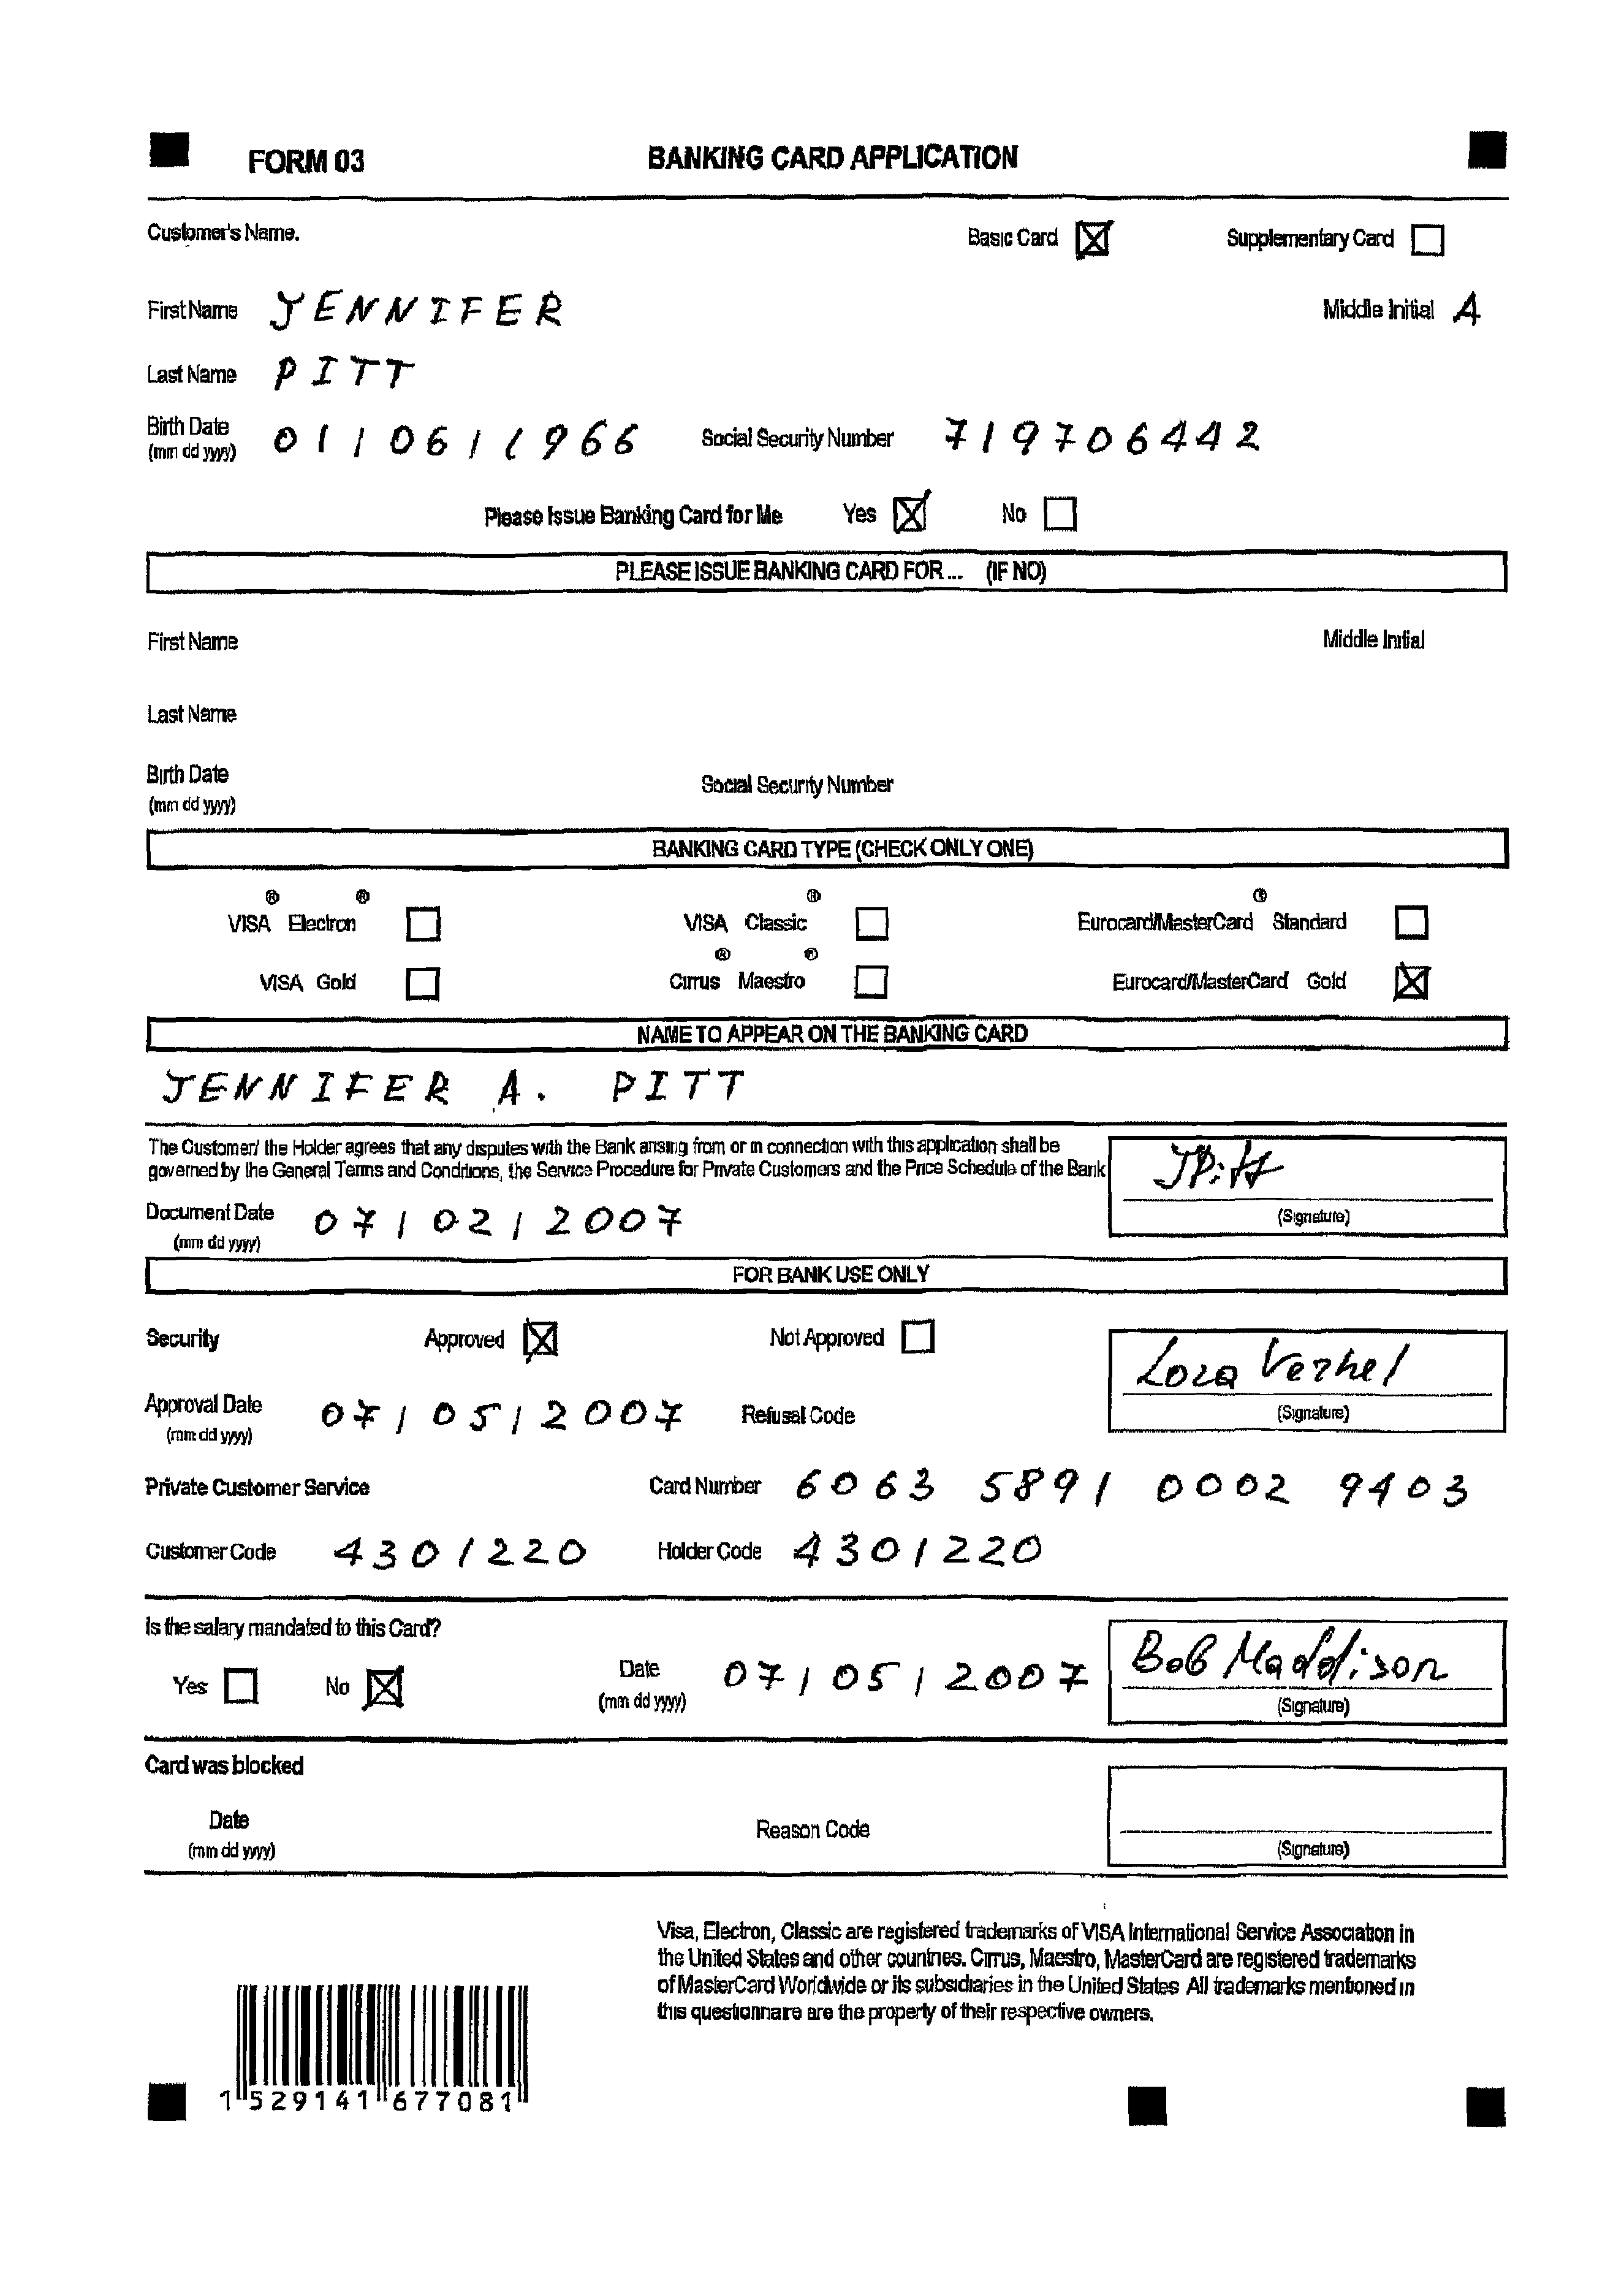 FORM 03 BANKING CARD APPLICATION
Customer's Name. Basic Card Supplementary Card
First Name JENNIFER Middle Initial A
Last Name PITT
Birth Date 01/06/1966 Social Security Number 719706442
(mm dd yyyy)
Please Issue Banking Card for Me Yes No
PLEASE ISSUE BANKING CARD FOR ... (IF NO)
First Name Middle Initial
Last Name
Birth Date Social Security Number
(mm dd yyyy)
BANKING CARD TYPE (CHECK ONLY ONE)
VISA® Electron® VISA Classic® Eurocard/MasterCard® Standard
VISA Gold Cirrus® Maestro® Eurocard/MasterCard Gold
NAME TO APPEAR ON THE BANKING CARD
JENNIFER A. PITT
The Customer/ the Holder agrees that any disputes with the Bank arising from or in connection with this application shall be
governed by the General Terms and Conditions, the Service Procedure for Private Customers and the Price Schedule of the Bank
JPitt
Document Date 07/02/2007 (Signature)
(mm dd yyyy)
FOR BANK USE ONLY
Security Approved Not Approved
Lora Verhel
Approval Date 07/05/2007 Refusal Code (Signature)
(mm dd yyyy)
Private Customer Service Card Number 6063 5891 0002 9403
Customer Code 4301220 Holder Code 4301220
Is the salary mandated to this Card?
Yes No Date 07/05/2007 Bob Maddison
(mm dd yyyy) (Signature)
Card was blocked
Date Reason Code
(mm dd yyyy) (Signature)
Visa, Electron, Classic are registered trademarks of VISA International Service Association in
the United States and other countries. Cirrus, Maestro, MasterCard are registered trademarks
of MasterCard Worldwide or its subsidiaries in the United States All trademarks mentioned in
this questionnare are the property of their respective owners.
1 529141 677081